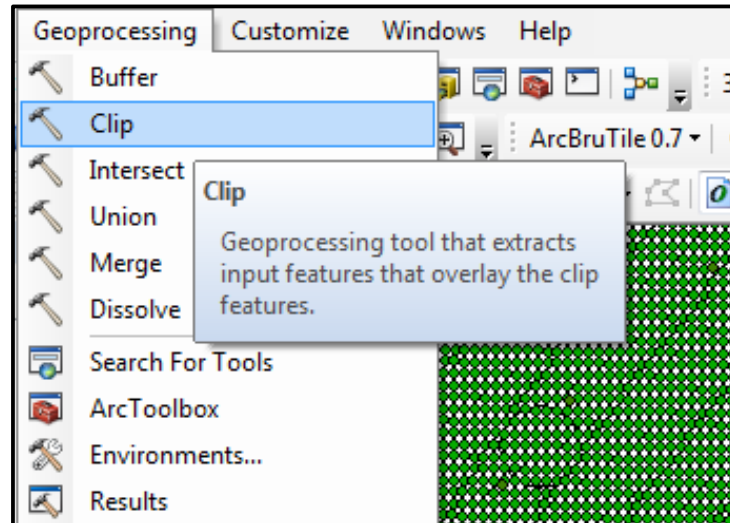 Geoprocessing Customize Windows Help
Buffer
Clip
ArcBruTile 0.7
Intersect
Clip
Geoprocessing tool that extracts
input features that overlay the clip
features.
Union
Merge
Dissolve
Search For Tools
ArcToolbox
Environments...
Results